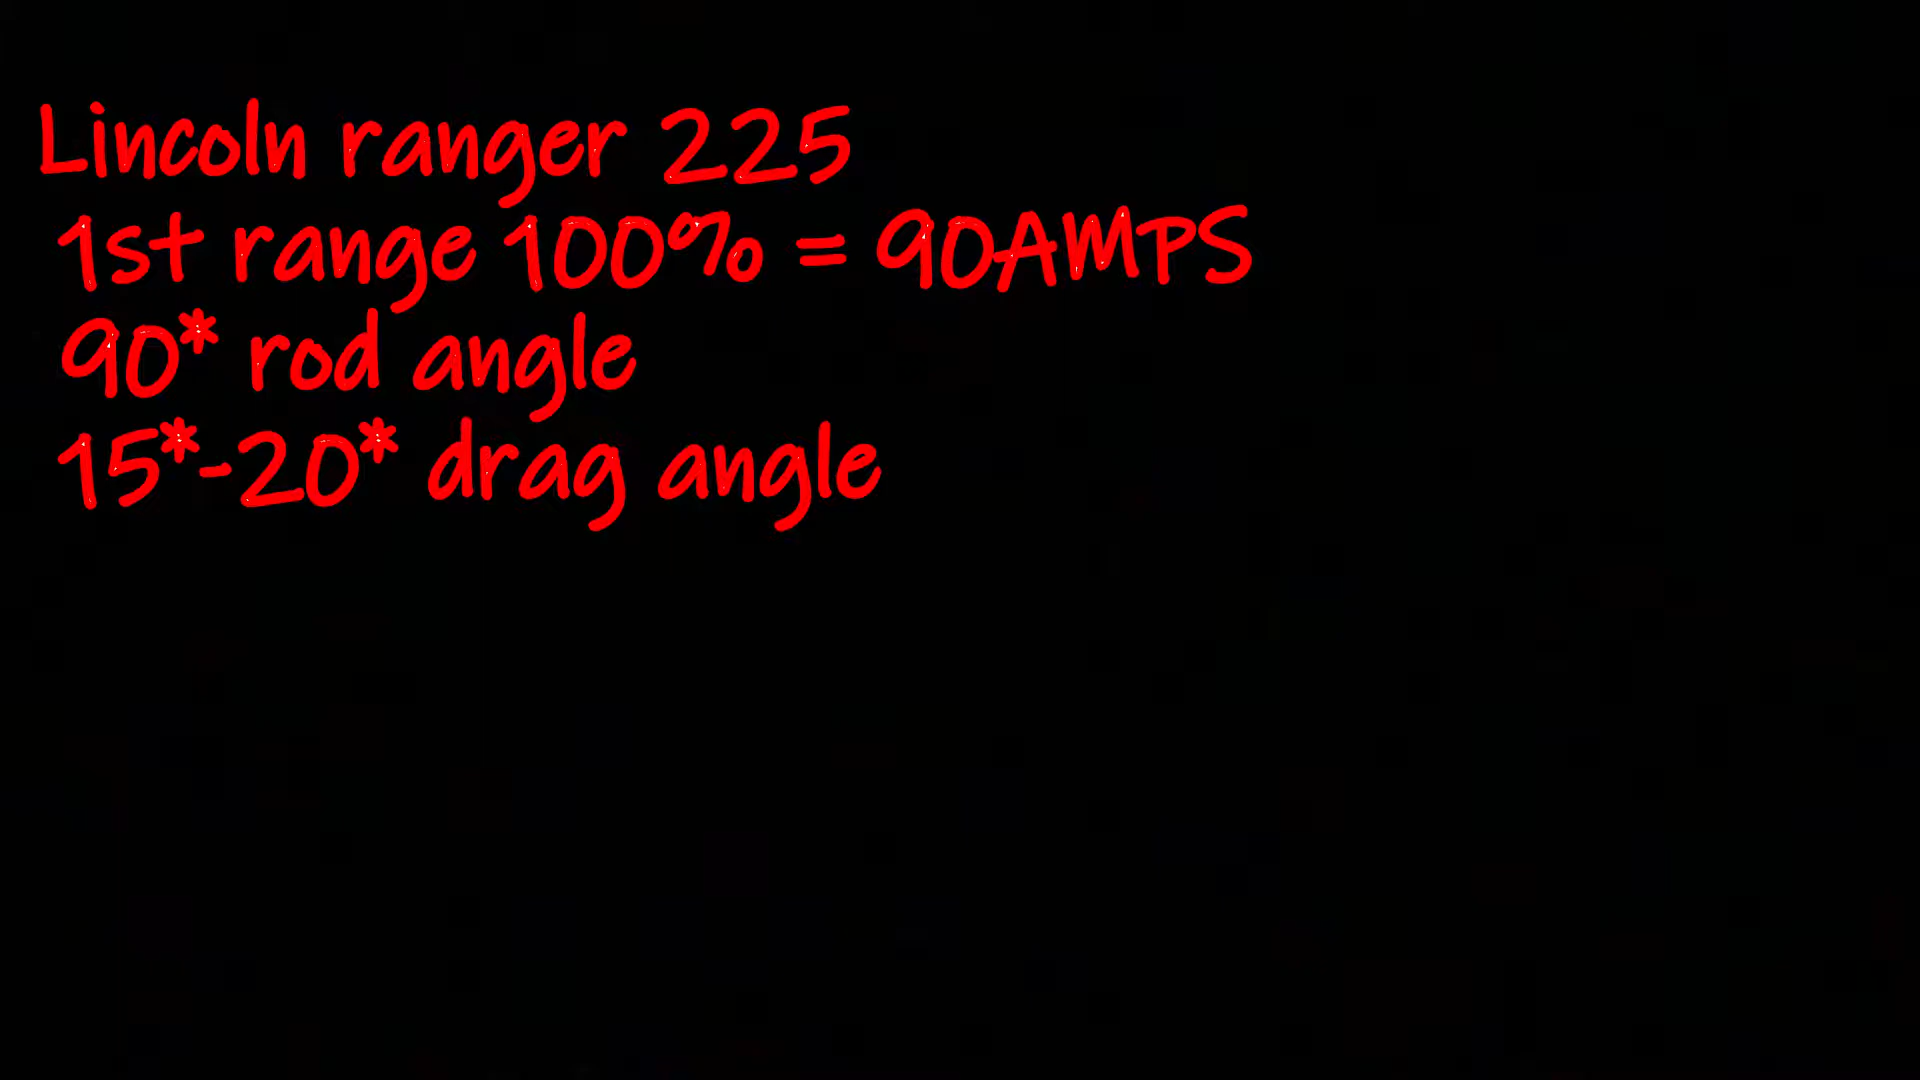 Lincoln ranger 225
1st range 100% = 90AMPS
90* rod angle
15*-20* drag angle